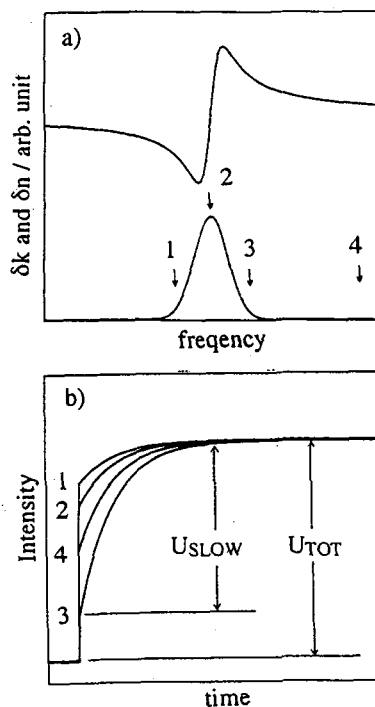 a)
δk and δn / arb. unit
2
1
3
4
freqency
b)
Intensity
1
2
4
3
USLOW
UTOT
time